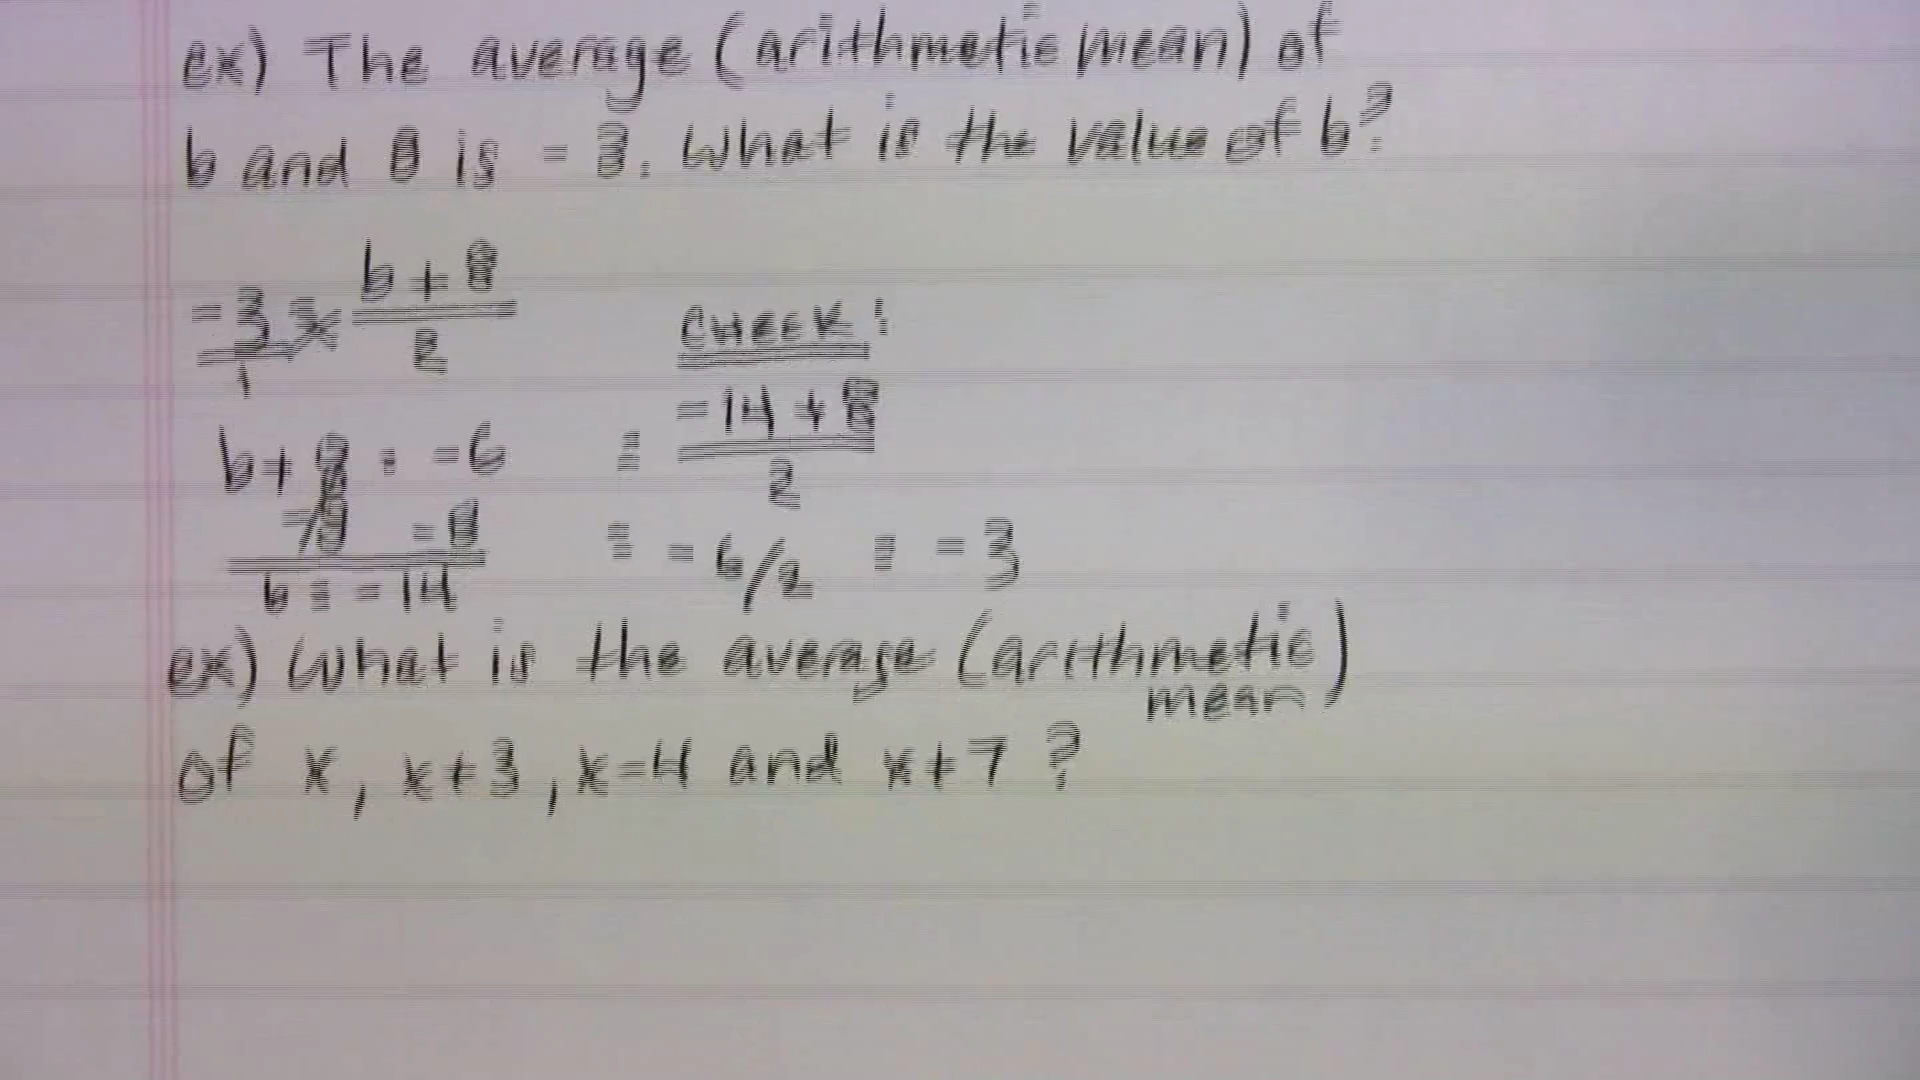 ex) The average (arithmetic mean) of
b and 8 is -3. What is the value of b?
b + 8
-3 =
2
1
CHECK:
-14 + 8
b + 8 = -6 =
2
-8 -8
= -6/2 = -3
b = -14
ex) What is the average (arithmetic
mean)
of x, x+3, x-4 and x+7 ?